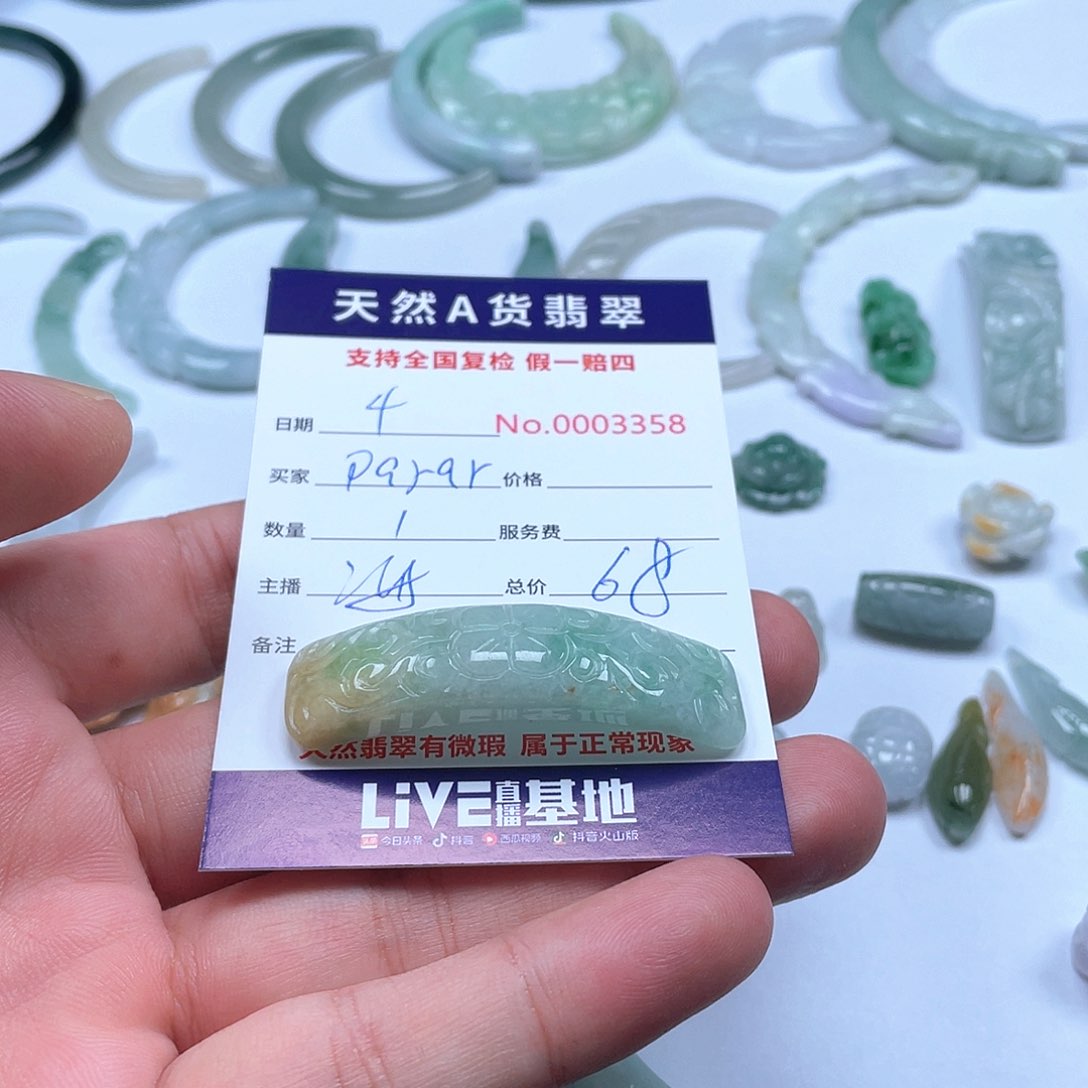 天然A货翡翠
支持全国复检 假一赔四
日期 4 No.0003358
买家 Parar 价格
数量 1 服务费
主播 总价 68
备注
天然翡翠有微瑕 属于正常现象
LiVE直播基地
头条 今日头条 抖音 西瓜视频 抖音火山版